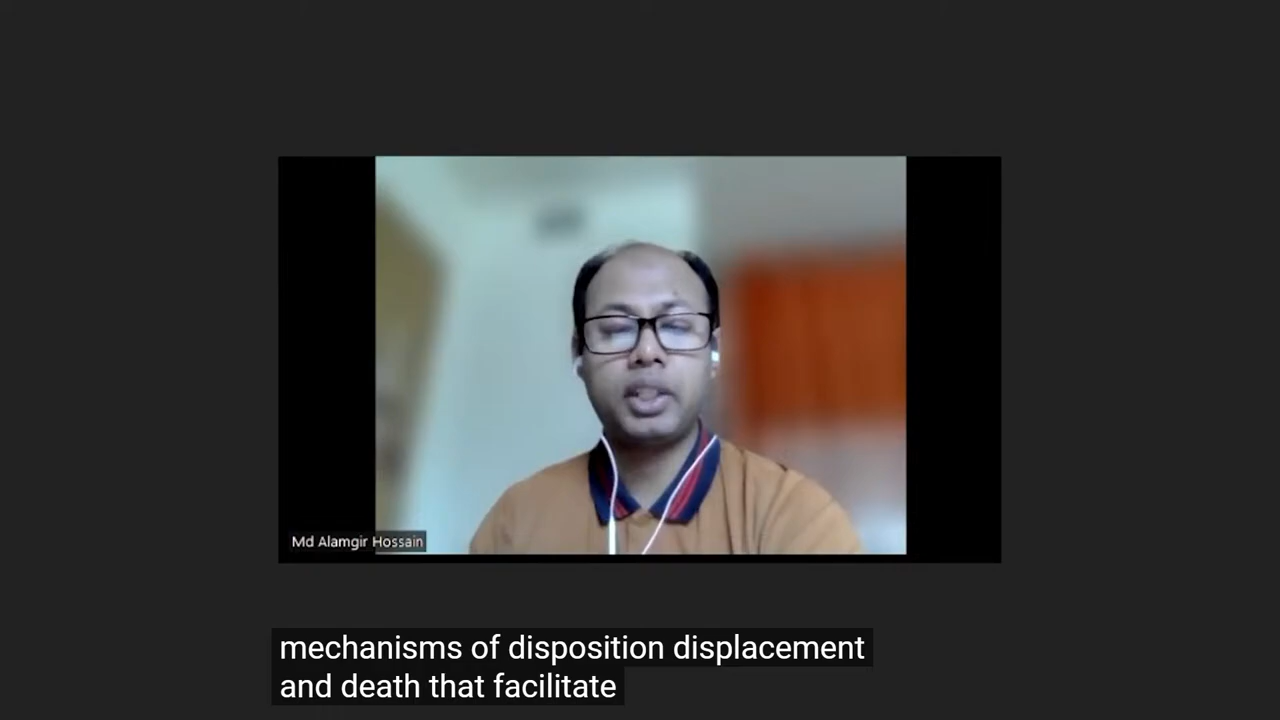 Md Alamgir Hossain
mechanisms of disposition displacement
and death that facilitate